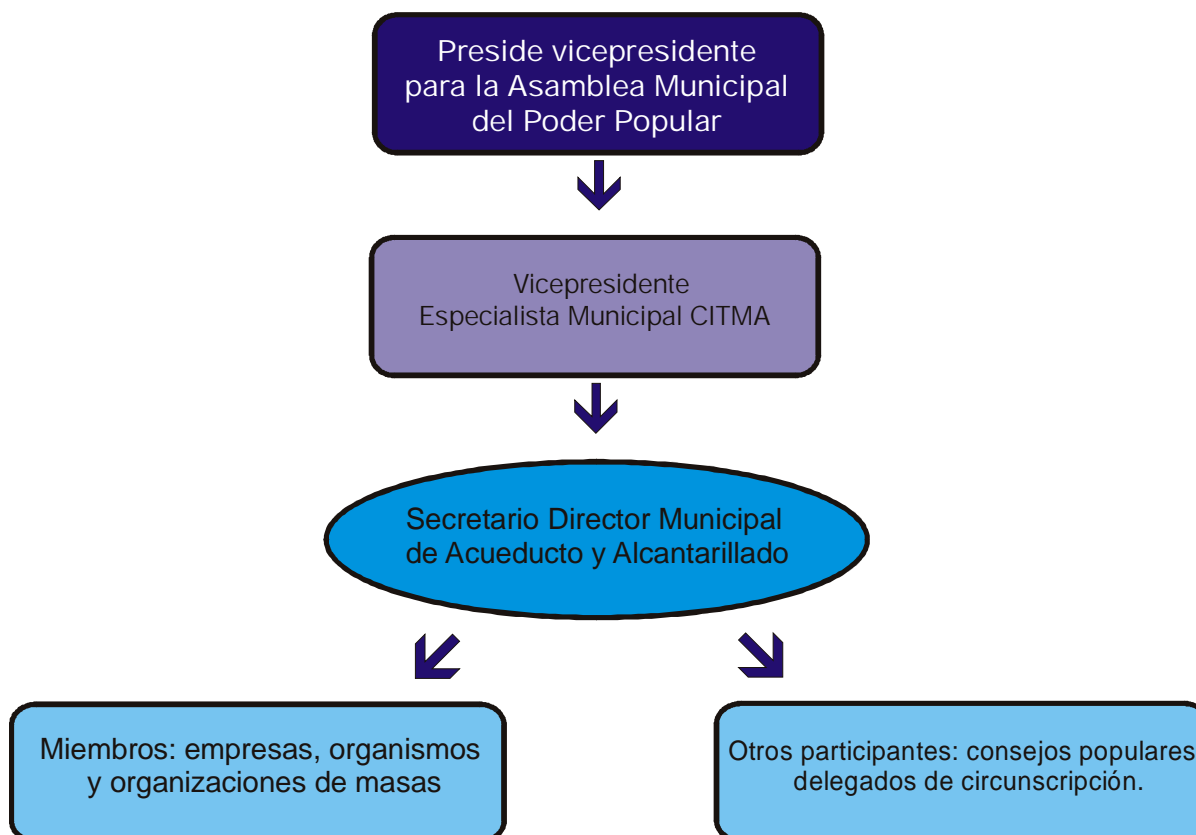 Preside vicepresidente
para la Asamblea Municipal
del Poder Popular
Vicepresidente
Especialista Municipal CITMA
Secretario Director Municipal
de Acueducto y Alcantarillado
Miembros: empresas, organismos
y organizaciones de masas
Otros participantes: consejos populares
delegados de circunscripción.